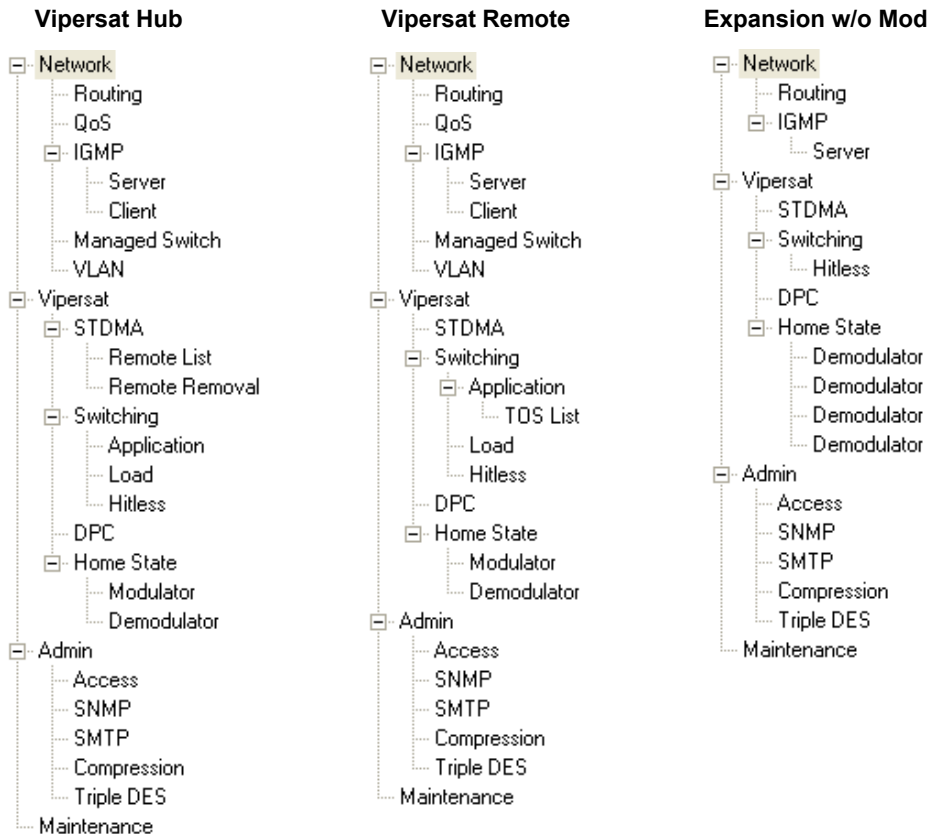 Vipersat Hub
Network
Routing
QoS
IGMP
Server
Client
Managed Switch
VLAN
Vipersat
STDMA
Remote List
Remote Removal
Switching
Application
Load
Hitless
DPC
Home State
Modulator
Demodulator
Admin
Access
SNMP
SMTP
Compression
Triple DES
Maintenance
Vipersat Remote
Network
Routing
QoS
IGMP
Server
Client
Managed Switch
VLAN
Vipersat
STDMA
Switching
Application
TOS List
Load
Hitless
DPC
Home State
Modulator
Demodulator
Admin
Access
SNMP
SMTP
Compression
Triple DES
Maintenance
Expansion w/o Mod
Network
Routing
IGMP
Server
Vipersat
STDMA
Switching
Hitless
DPC
Home State
Demodulator
Demodulator
Demodulator
Demodulator
Admin
Access
SNMP
SMTP
Compression
Triple DES
Maintenance